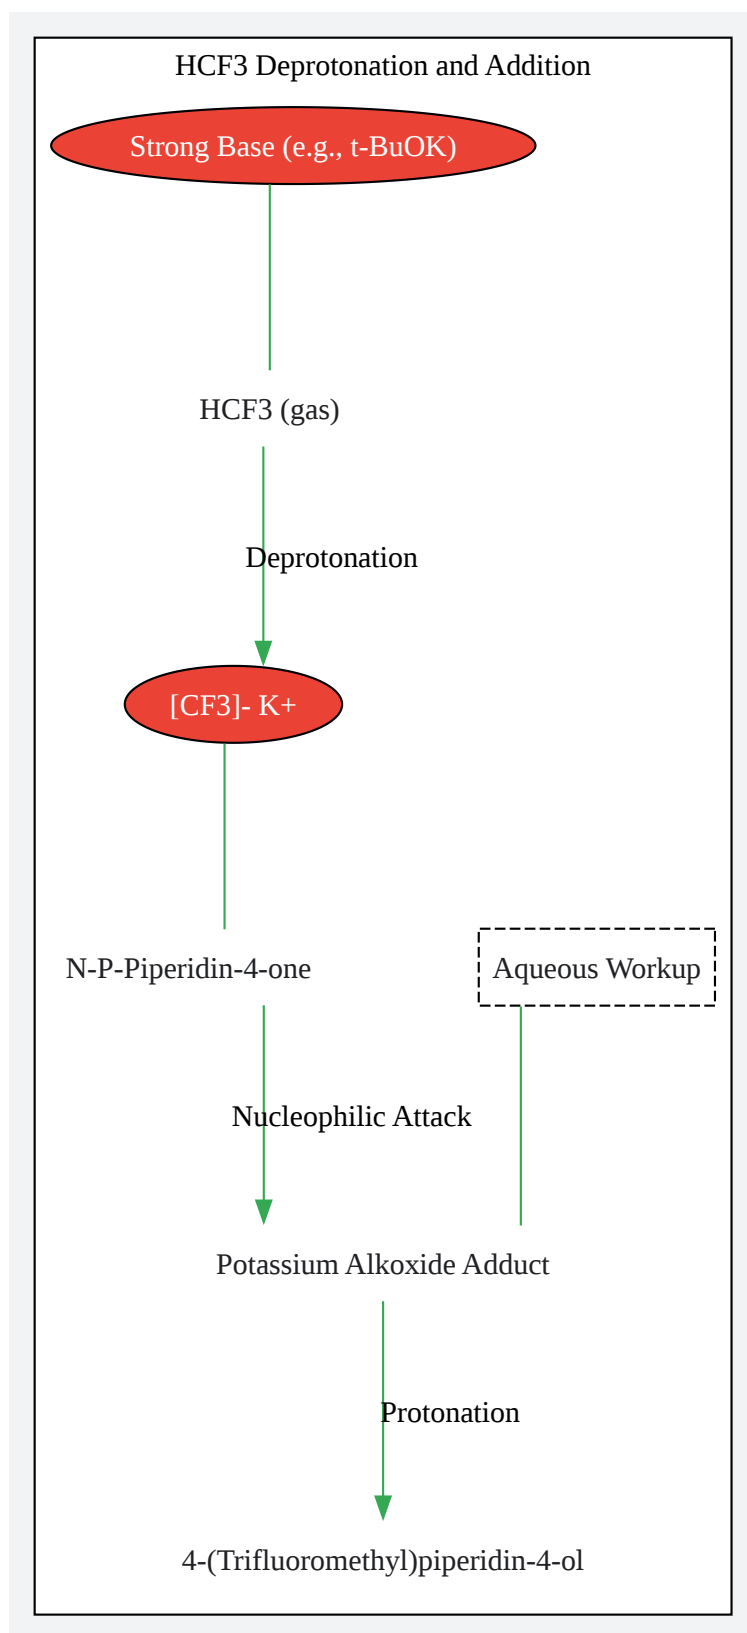 HCF3 Deprotonation and Addition
Strong Base (e.g., t-BuOK)
HCF3 (gas)
Deprotonation
[CF3]- K+
N-P-Piperidin-4-one
Aqueous Workup
Nucleophilic Attack
Potassium Alkoxide Adduct
Protonation
4-(Trifluoromethyl)piperidin-4-ol